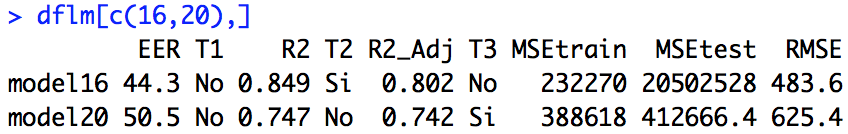 > dflm[c(16,20),]
EER T1 R2 T2 R2_Adj T3 MSEtrain MSEtest RMSE
model16 44.3 No 0.849 Si 0.802 No 232270 20502528 483.6
model20 50.5 No 0.747 No 0.742 Si 388618 412666.4 625.4